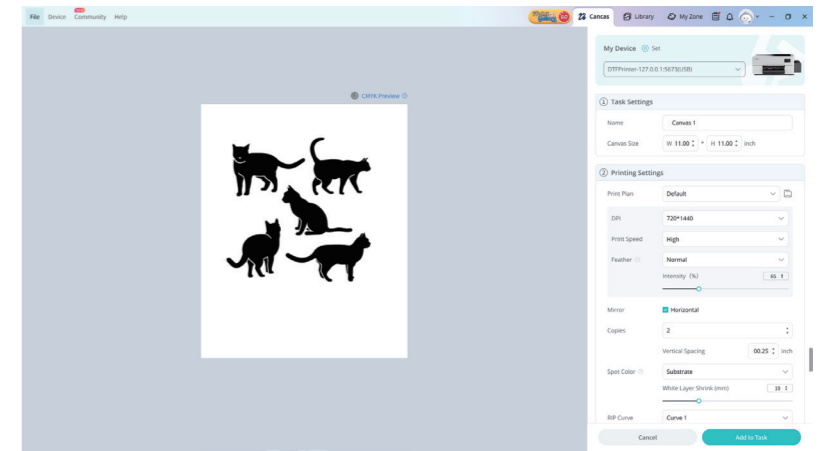 File Device Community Help
Canvas Library My Zone
My Device Set
DTFPrinter-127.0.0.1:5673(USB)
CMYK Preview
1 Task Settings
Name Canvas 1
Canvas Size W 11.00 * H 11.00 inch
2 Printing Settings
Print Plan Default
DPI 720*1440
Print Speed High
Feather Normal
Intensity (%) 65
Mirror Horizontal
Copies 2
Vertical Spacing 00.25 inch
Spot Color Substrate
White Layer Shrink (mm) 10
RIP Curve Curve 1
Cancel Add to Task